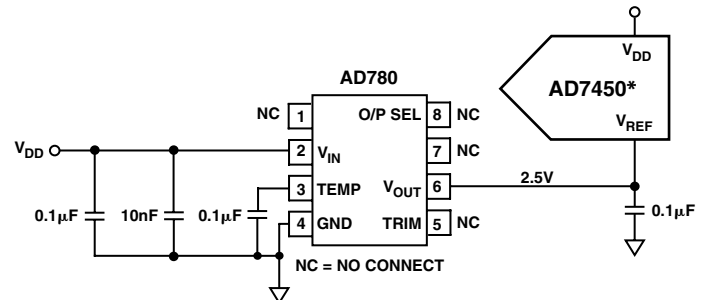 V_DD
AD780
AD7450*
NC 1 O/P SEL 8 NC
V_REF
7 NC
V_DD 2 V_IN
3 TEMP V_OUT 6 2.5V
0.1µF 10nF 0.1µF 0.1µF
4 GND TRIM 5 NC
NC = NO CONNECT